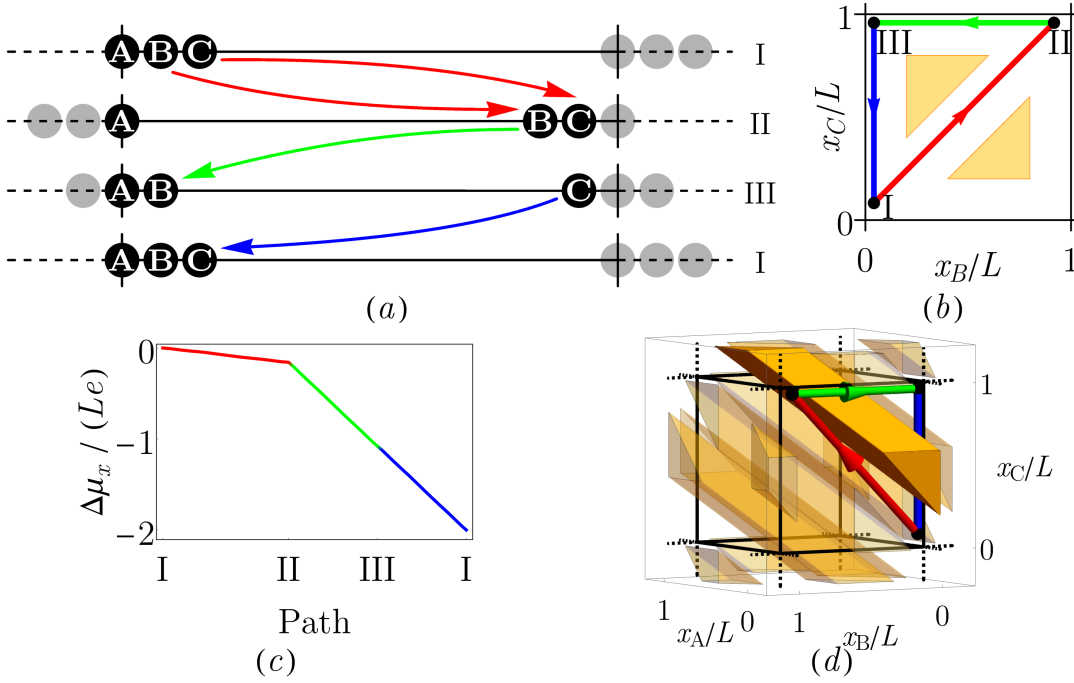 A B C I
A B C II
A B C III
A B C I
(a)
1
x_C/L
0
III
II
I
0
x_B/L
1
(b)
0
−1
−2
Δμ_x / (Le)
I II III I
Path
(c)
1
x_C/L
0
1
x_A/L
0
1
x_B/L
0
(d)